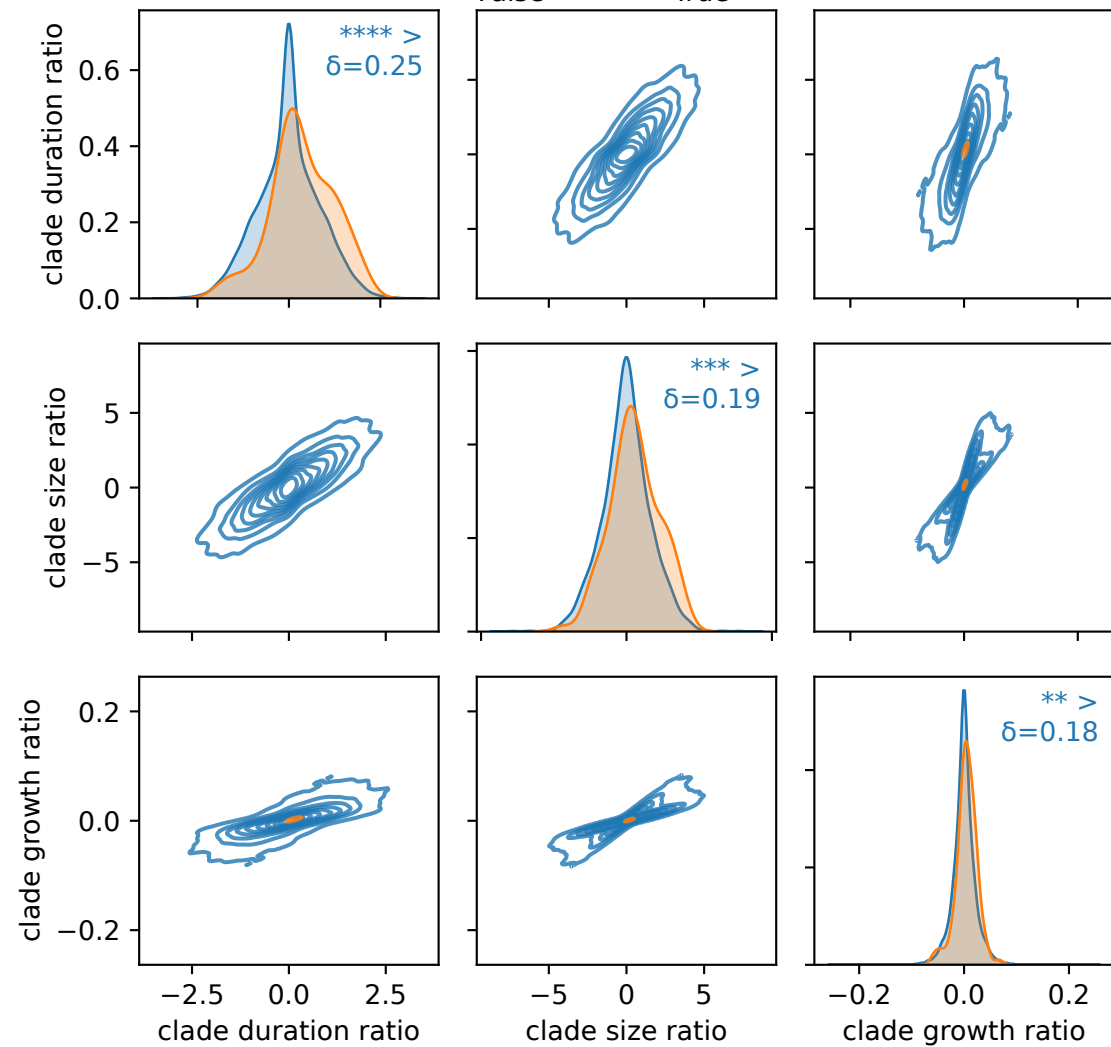 clade duration ratio
0.6
0.4
0.2
0.0
**** >
δ=0.25
clade size ratio
5
0
−5
*** >
δ=0.19
clade growth ratio
0.2
0.0
−0.2
** >
δ=0.18
−2.5 0.0 2.5
−5 0 5
−0.2 0.0 0.2
clade duration ratio
clade size ratio
clade growth ratio